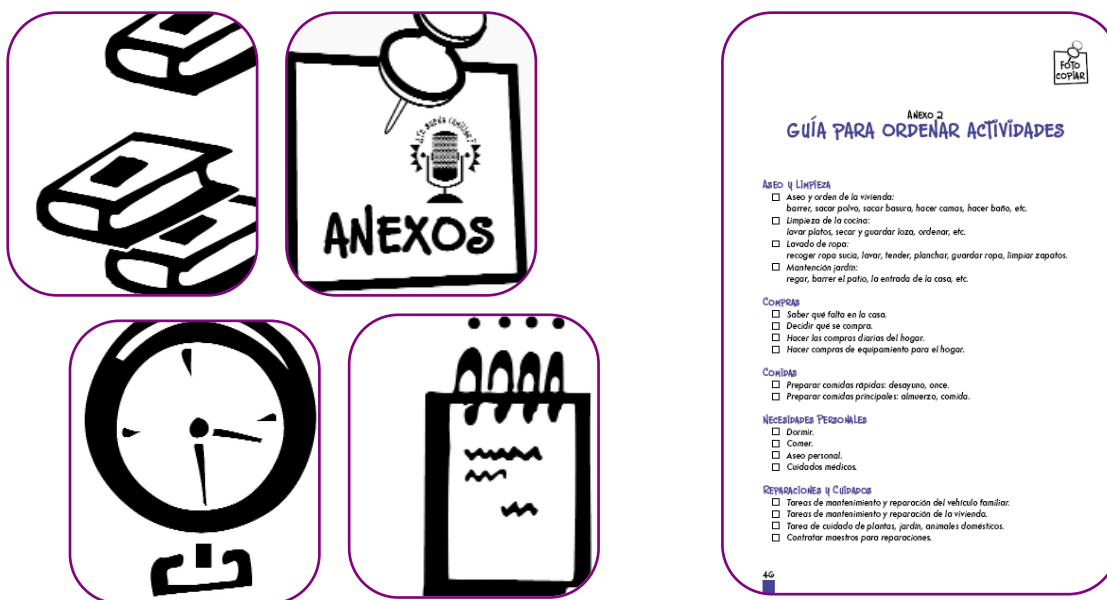 ¿Te suena familiar?
ANEXOS
FOTO
COPIAR
ANEXO 2
GUÍA PARA ORDENAR ACTIVIDADES
ASEO Y LIMPIEZA
Aseo y orden de la vivienda:
barrer, sacar polvo, sacar basura, hacer camas, hacer baño, etc.
Limpieza de la cocina:
lavar platos, secar y guardar loza, ordenar, etc.
Lavado de ropa:
recoger ropa sucia, lavar, tender, planchar, guardar ropa, limpiar zapatos.
Mantención jardín:
regar, barrer el patio, la entrada de la casa, etc.
COMPRAS
Saber qué falta en la casa.
Decidir qué se compra.
Hacer las compras diarias del hogar.
Hacer compras de equipamiento para el hogar.
COMIDAS
Preparar comidas rápidas: desayuno, once.
Preparar comidas principales: almuerzo, comida.
NECESIDADES PERSONALES
Dormir.
Comer.
Aseo personal.
Cuidados médicos.
REPARACIONES Y CUIDADOS
Tareas de mantenimiento y reparación del vehículo familiar.
Tareas de mantenimiento y reparación de la vivienda.
Tarea de cuidado de plantas, jardín, animales domésticos.
Contratar maestros para reparaciones.
46